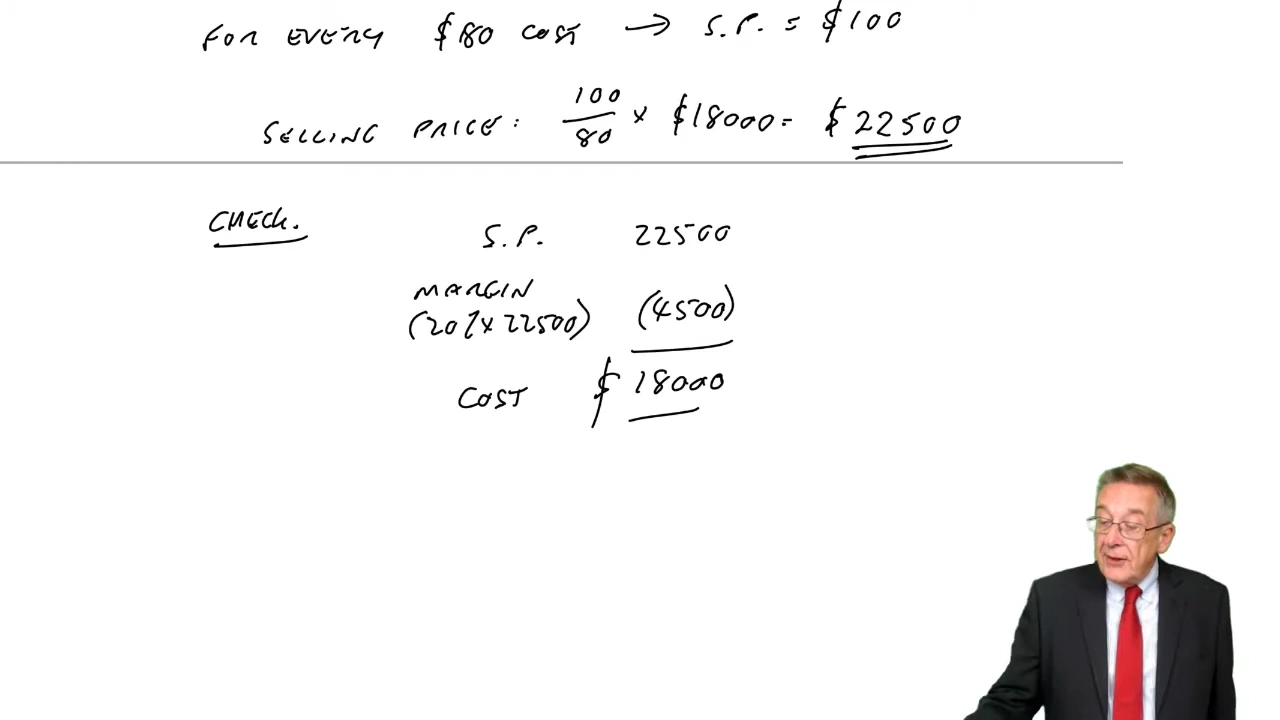 FOR EVERY $80 COST → S.P. = $100
SELLING PRICE: 100/80 × $18000 = $22500
CHECK.
S.P. 22500
MARGIN
(20% × 22500) (4500)
COST $18000